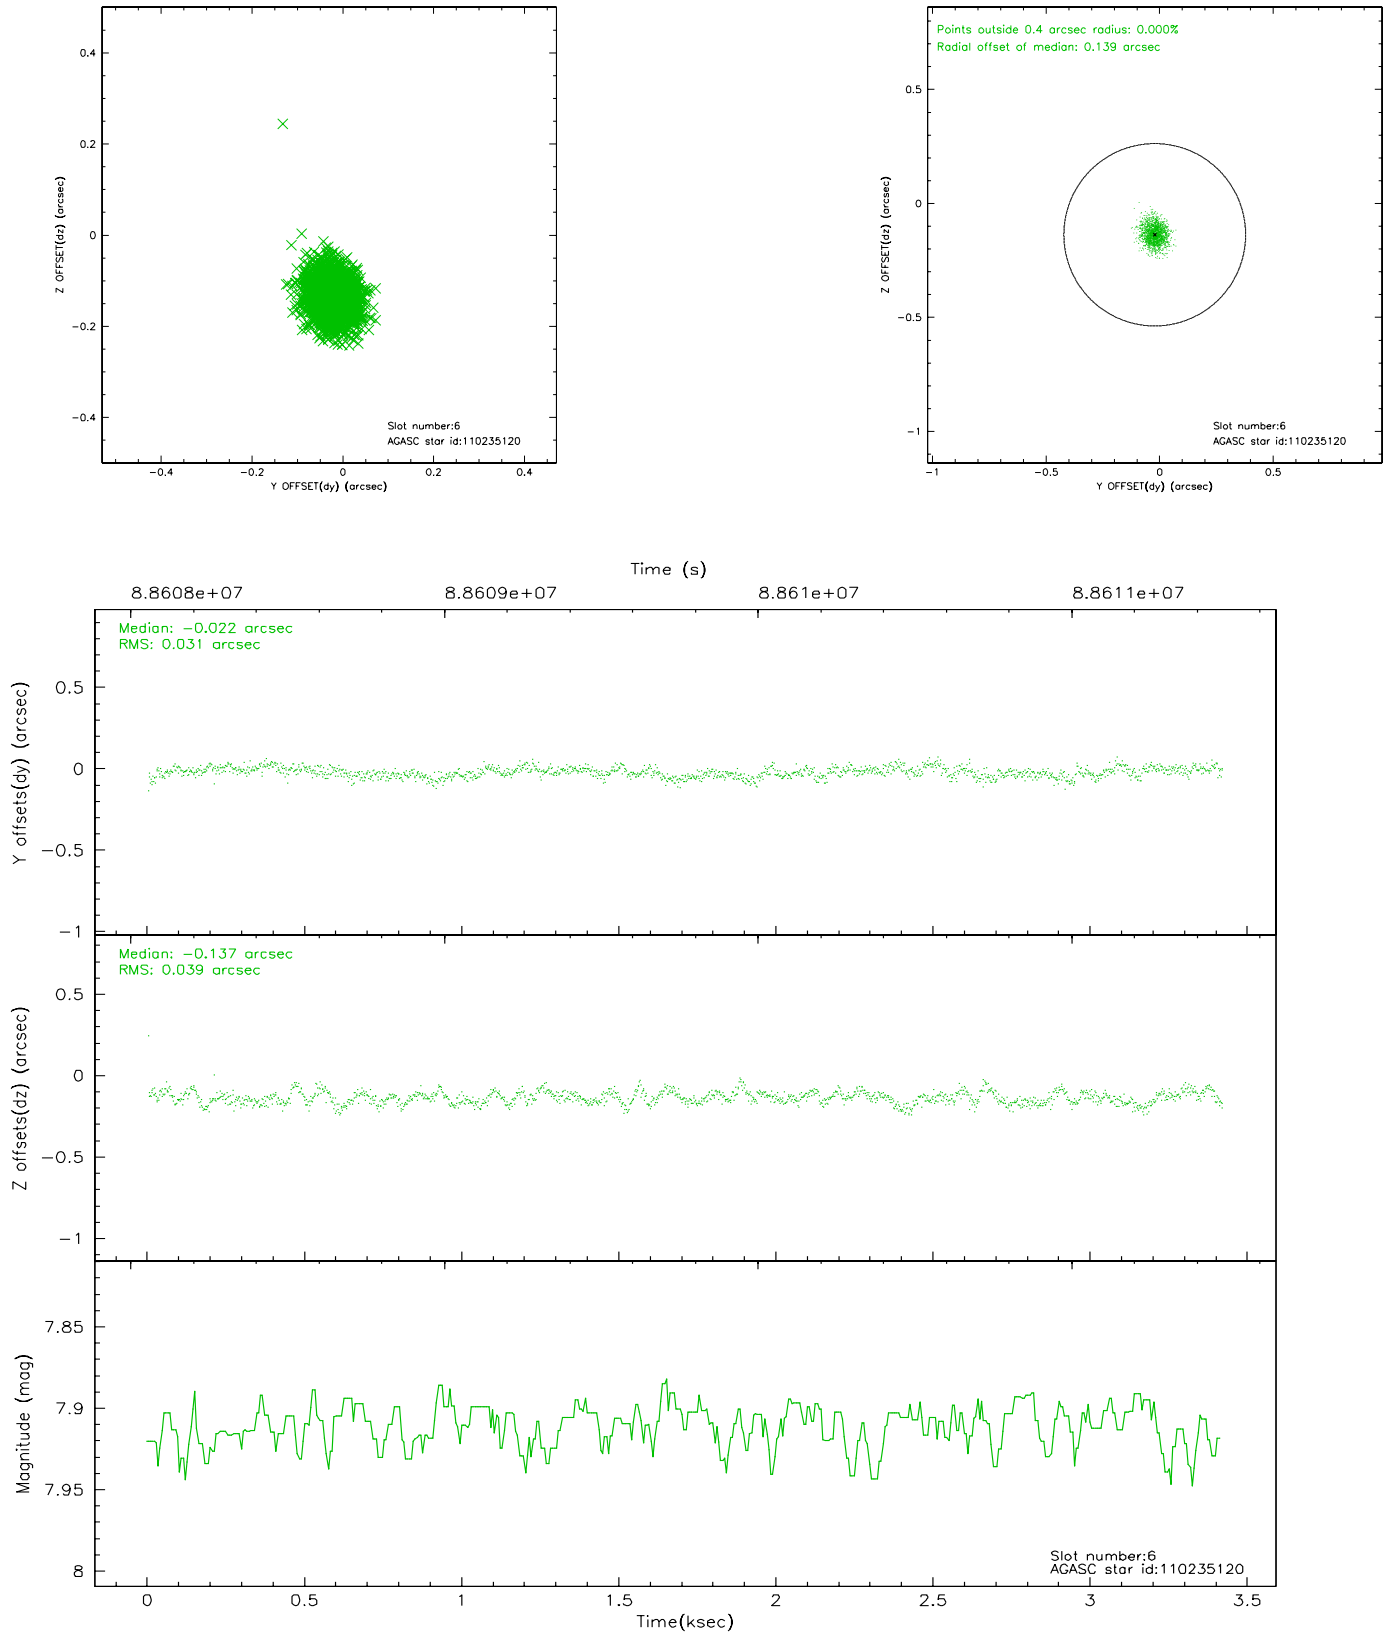 0.4
0.2
0
−0.2
−0.4
Z OFFSET(dz) (arcsec)
Slot number:6
AGASC star id:110235120
−0.4 −0.2 0 0.2 0.4
Y OFFSET(dy) (arcsec)
Points outside 0.4 arcsec radius: 0.000%
Radial offset of median: 0.139 arcsec
0.5
0
−0.5
−1
Z OFFSET(dz) (arcsec)
Slot number:6
AGASC star id:110235120
−1 −0.5 0 0.5
Y OFFSET(dy) (arcsec)
Time (s)
8.8608e+07 8.8609e+07 8.861e+07 8.8611e+07
Median: −0.022 arcsec
RMS: 0.031 arcsec
0.5
0
−0.5
−1
Y offsets(dy) (arcsec)
Median: −0.137 arcsec
RMS: 0.039 arcsec
0.5
0
−0.5
−1
Z offsets(dz) (arcsec)
7.85
7.9
7.95
8
Magnitude (mag)
Slot number:6
AGASC star id:110235120
0 0.5 1 1.5 2 2.5 3 3.5
Time(ksec)